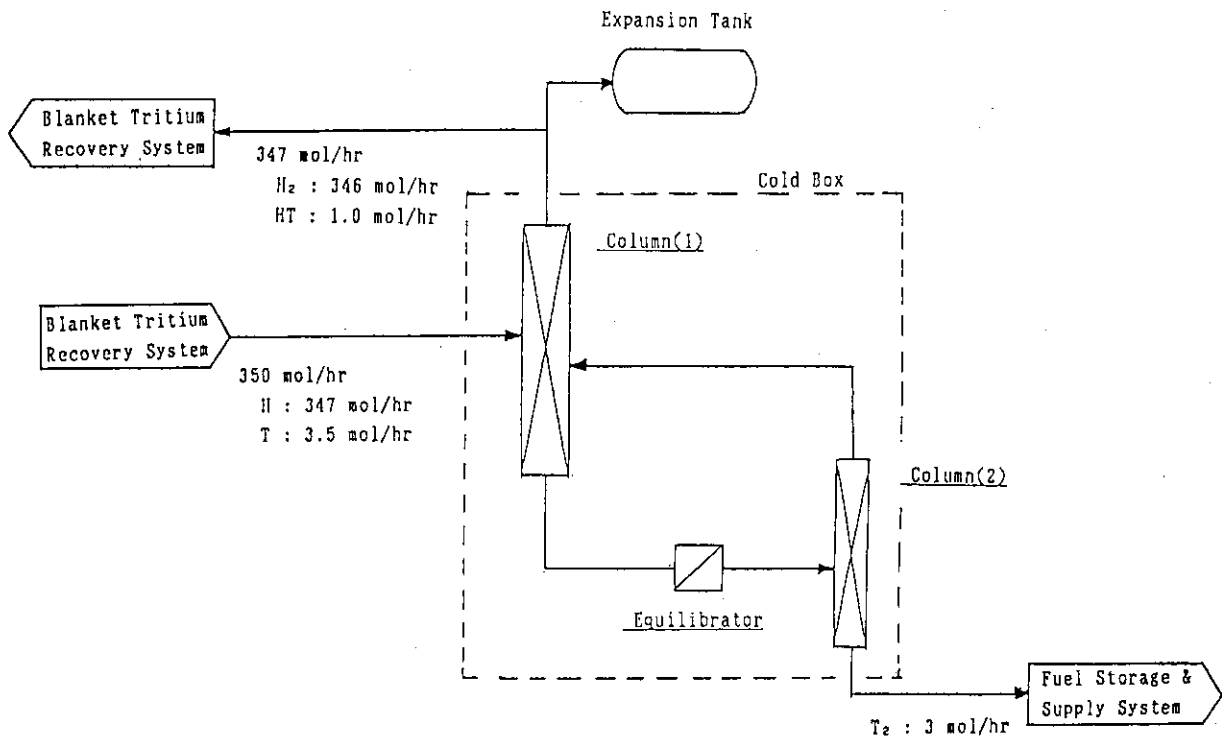 Expansion Tank
Blanket Tritium
Recovery System
347 mol/hr
H₂ : 346 mol/hr
HT : 1.0 mol/hr
Cold Box
Column(1)
Blanket Tritium
Recovery System
350 mol/hr
H : 347 mol/hr
T : 3.5 mol/hr
Column(2)
Equilibrator
Fuel Storage &
Supply System
T₂ : 3 mol/hr